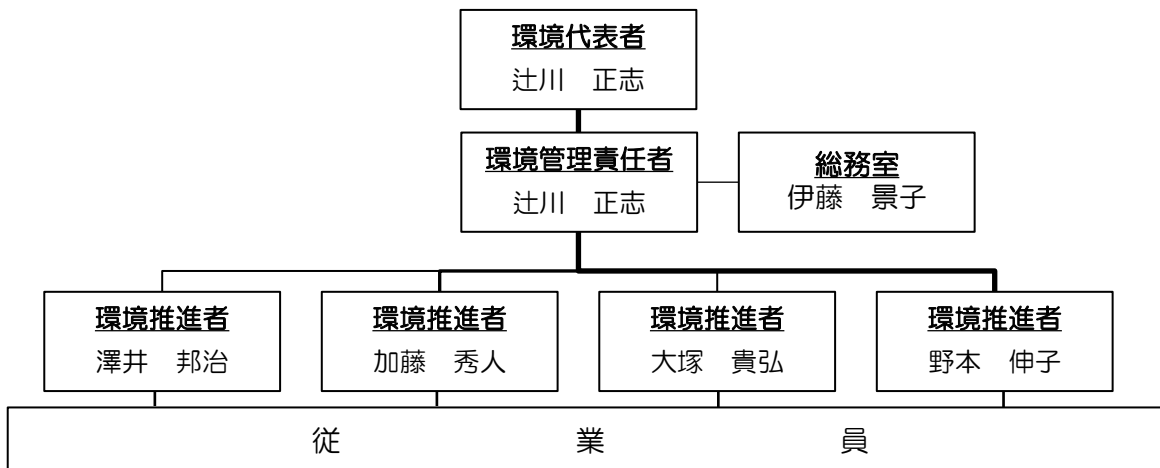 環境代表者
辻川　正志
環境管理責任者
辻川　正志
総務室
伊藤　景子
環境推進者
澤井　邦治
環境推進者
加藤　秀人
環境推進者
大塚　貴弘
環境推進者
野本　伸子
従　業　員